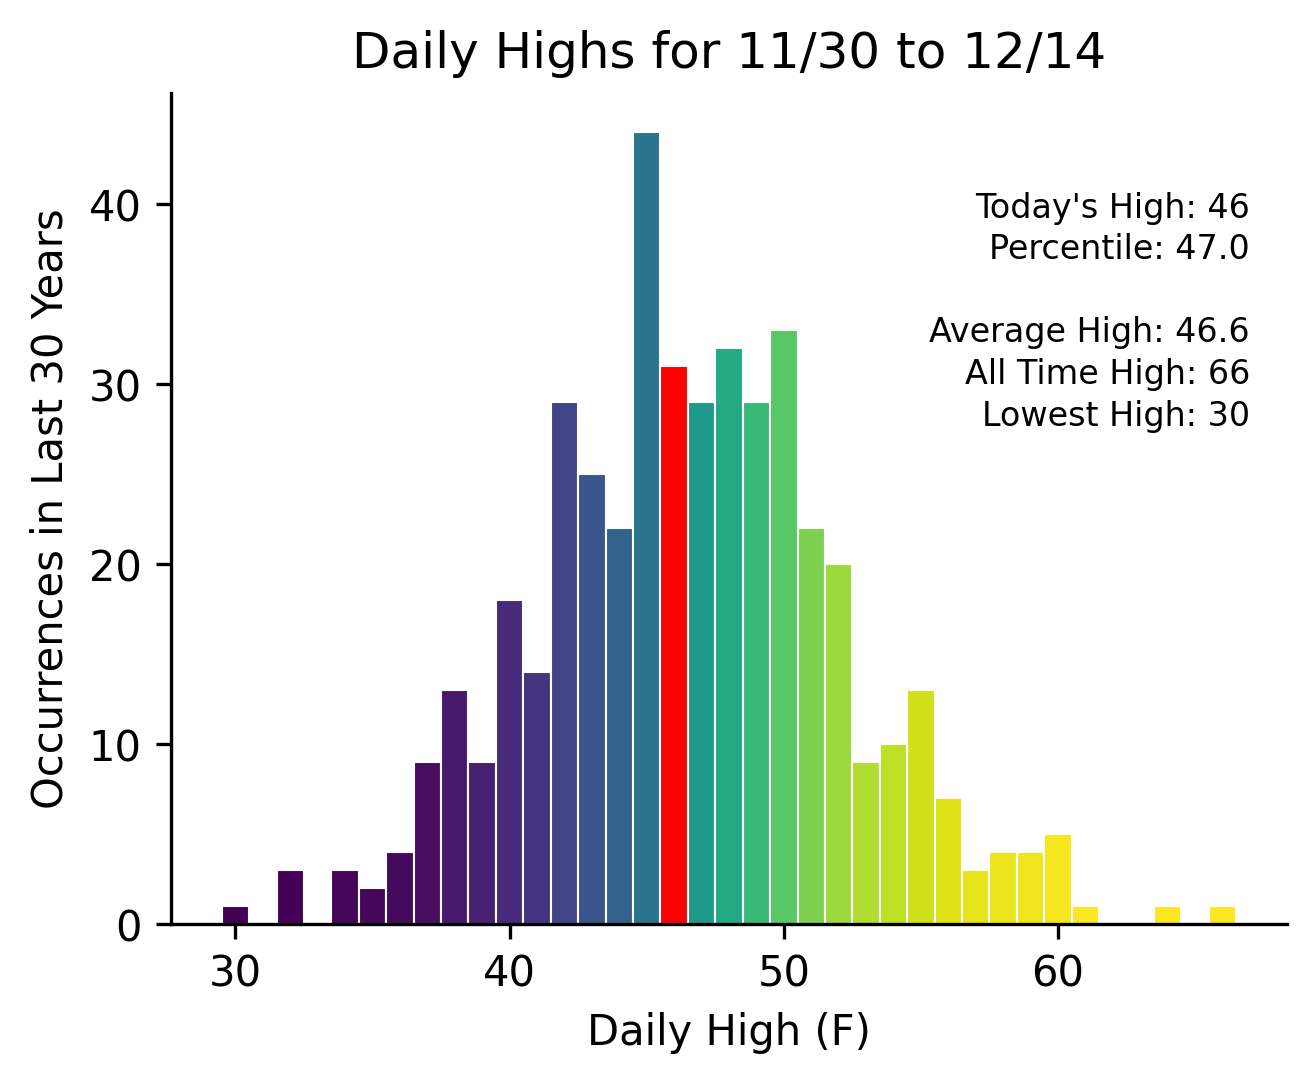 Daily Highs for 11/30 to 12/14
Occurrences in Last 30 Years
40
30
20
10
0
Today's High: 46
Percentile: 47.0
Average High: 46.6
All Time High: 66
Lowest High: 30
30 40 50 60
Daily High (F)